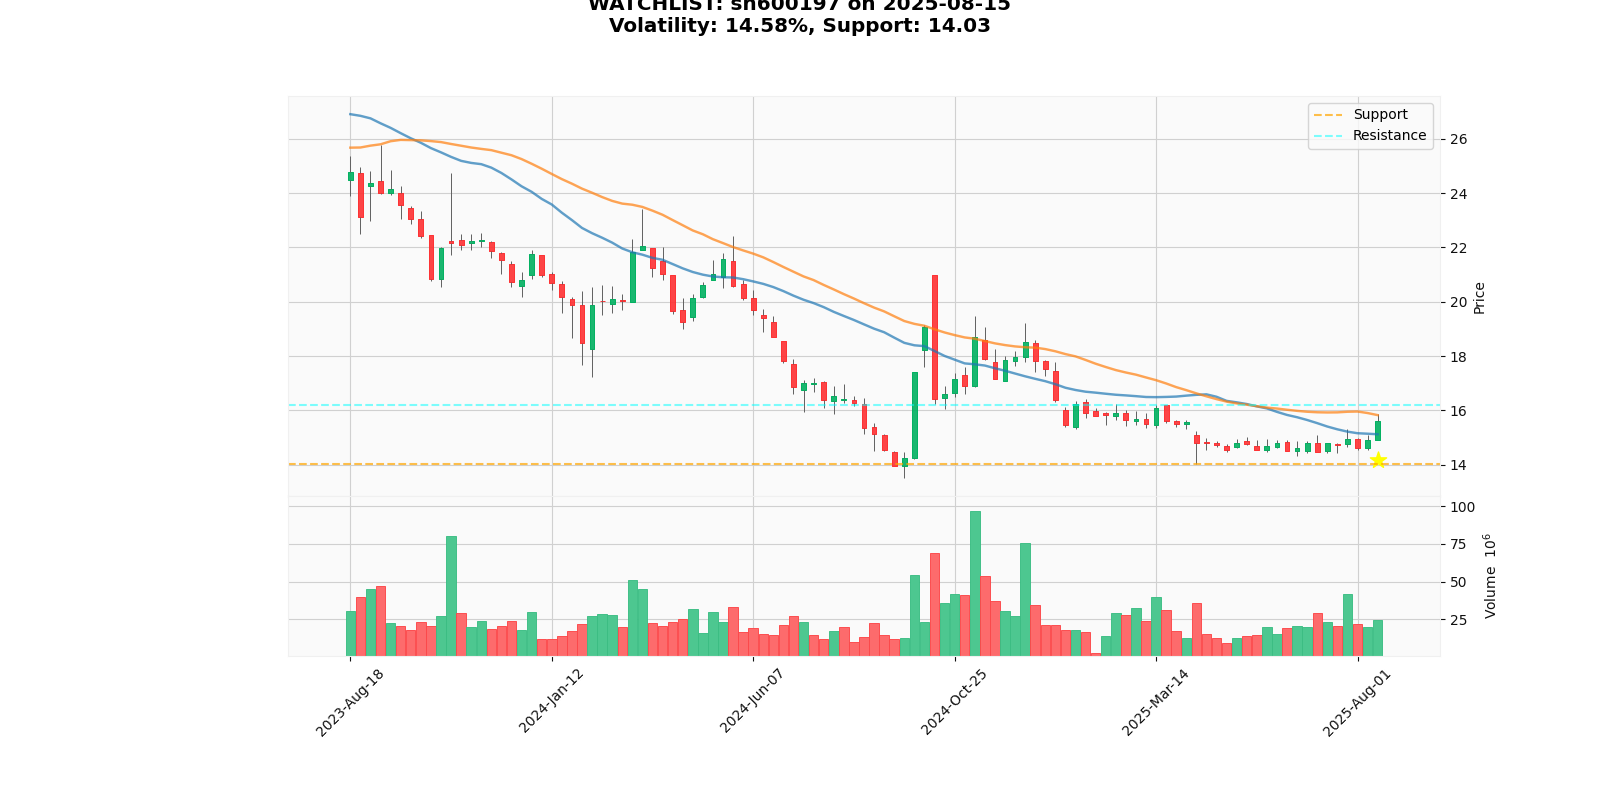 WATCHLIST: sh600197 on 2025-08-15
Volatility: 14.58%, Support: 14.03
Support
Resistance
26
24
22
20
18
16
14
Price
100
75
50
25
Volume 10⁶
2023-Aug-18
2024-Jan-12
2024-Jun-07
2024-Oct-25
2025-Mar-14
2025-Aug-01